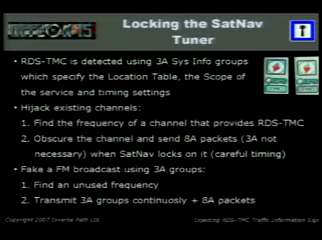 Locking the SatNav
Tuner
• RDS-TMC is detected using 3A Sys Info groups
which specify the Location Table, the Scope of
the service and timing settings
• Hijack existing channels:
1. Find the frequency of a channel that provides RDS-TMC
2. Obscure the channel and send 8A packets (3A not
necessary) when SatNav locks on it (careful timing)
• Fake a FM broadcast using 3A groups:
1. Find an unused frequency
2. Transmit 3A groups continuosly + 8A packets
Copyright 2007 Inverse Path Ltd.
Injecting RDS-TMC Traffic Information Sign